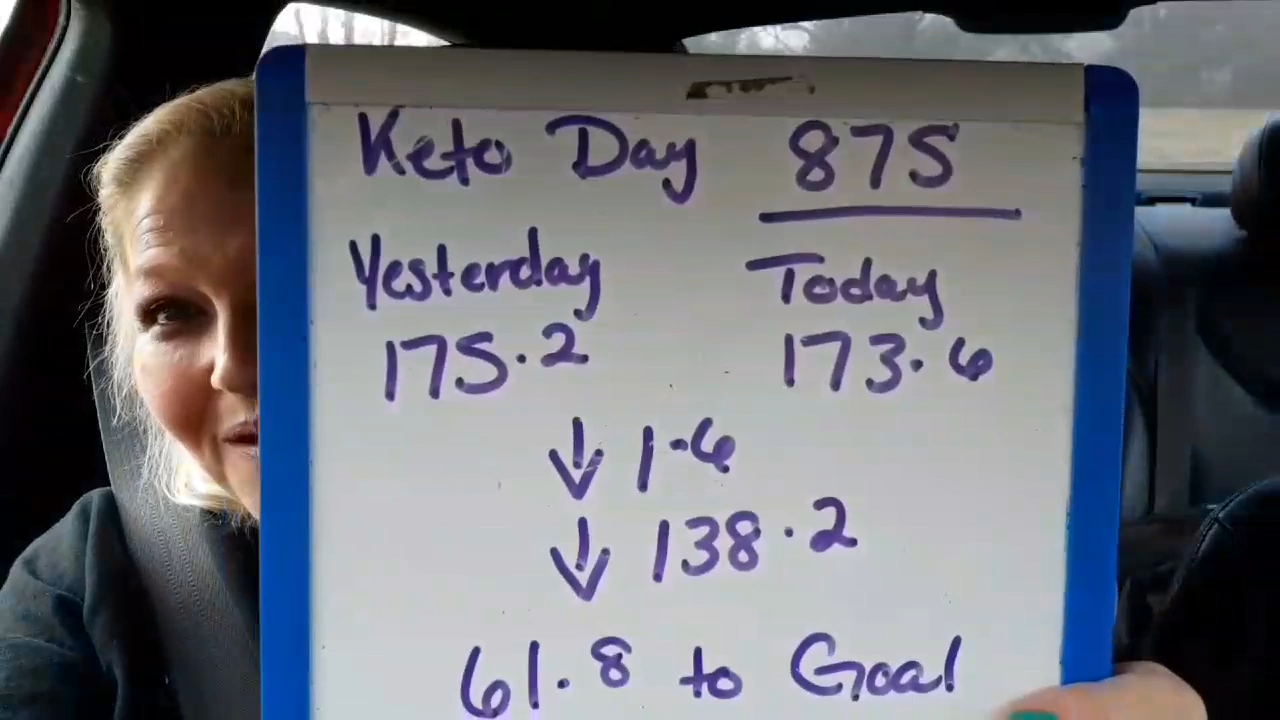 Keto Day 875
Yesterday Today
175.2 173.6
↓ 1.6
↓ 138.2
61.8 to Goal